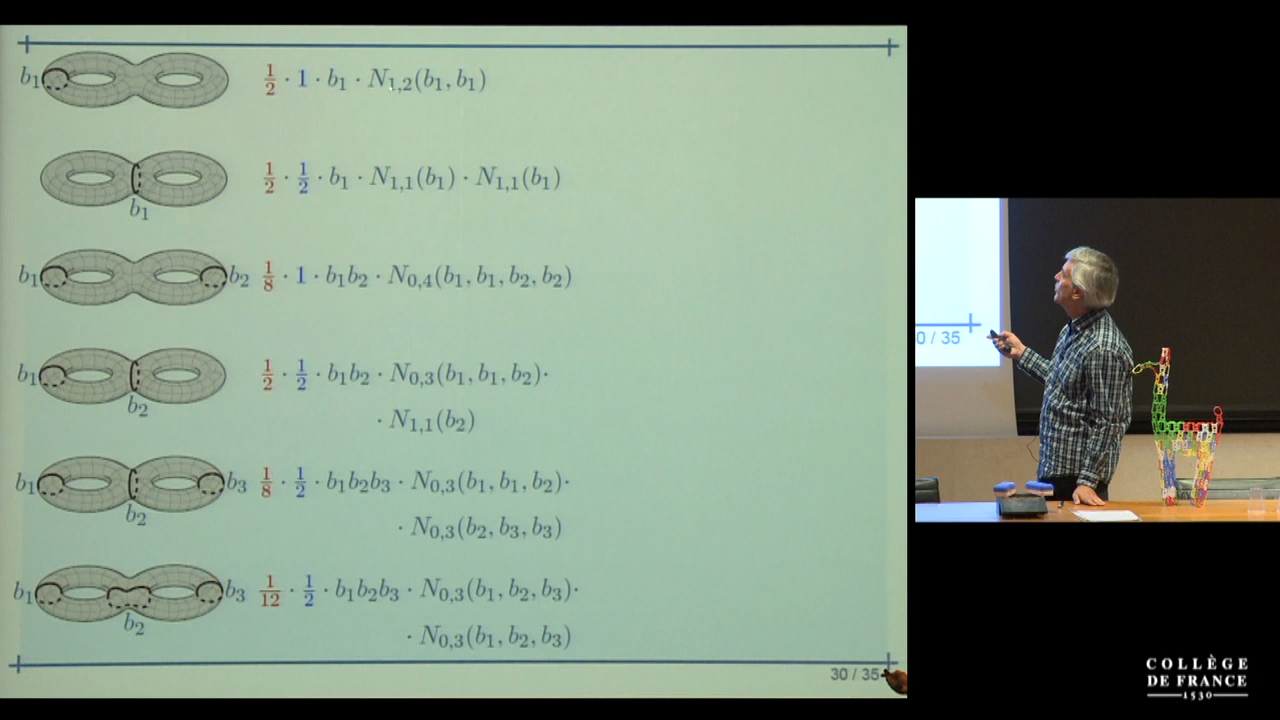 b₁ 1/2 · 1 · b₁ · N₁,₂(b₁, b₁)
1/2 · 1/2 · b₁ · N₁,₁(b₁) · N₁,₁(b₁)
b₁
b₁ b₂ 1/8 · 1 · b₁b₂ · N₀,₄(b₁, b₁, b₂, b₂)
b₁ 1/2 · 1/2 · b₁b₂ · N₀,₃(b₁, b₁, b₂)·
b₂ · N₁,₁(b₂)
b₁ b₃ 1/8 · 1/2 · b₁b₂b₃ · N₀,₃(b₁, b₁, b₂)·
b₂ · N₀,₃(b₂, b₃, b₃)
b₁ b₃ 1/12 · 1/2 · b₁b₂b₃ · N₀,₃(b₁, b₂, b₃)·
b₂ · N₀,₃(b₁, b₂, b₃)
30 / 35
0 / 35
COLLÈGE
DE FRANCE
1530